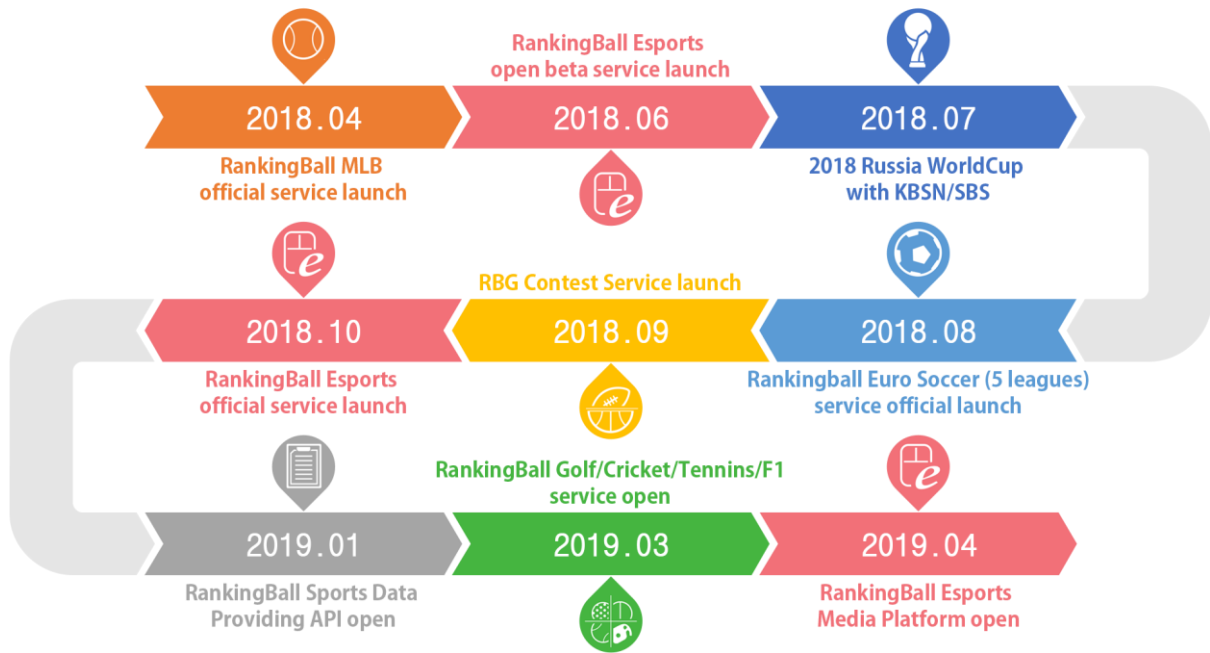 2018.04
RankingBall MLB
official service launch
RankingBall Esports
open beta service launch
2018.06
2018.07
2018 Russia WorldCup
with KBSN/SBS
2018.08
Rankingball Euro Soccer (5 leagues)
service official launch
RBG Contest Service launch
2018.09
2018.10
RankingBall Esports
official service launch
2019.01
RankingBall Sports Data
Providing API open
RankingBall Golf/Cricket/Tennins/F1
service open
2019.03
2019.04
RankingBall Esports
Media Platform open